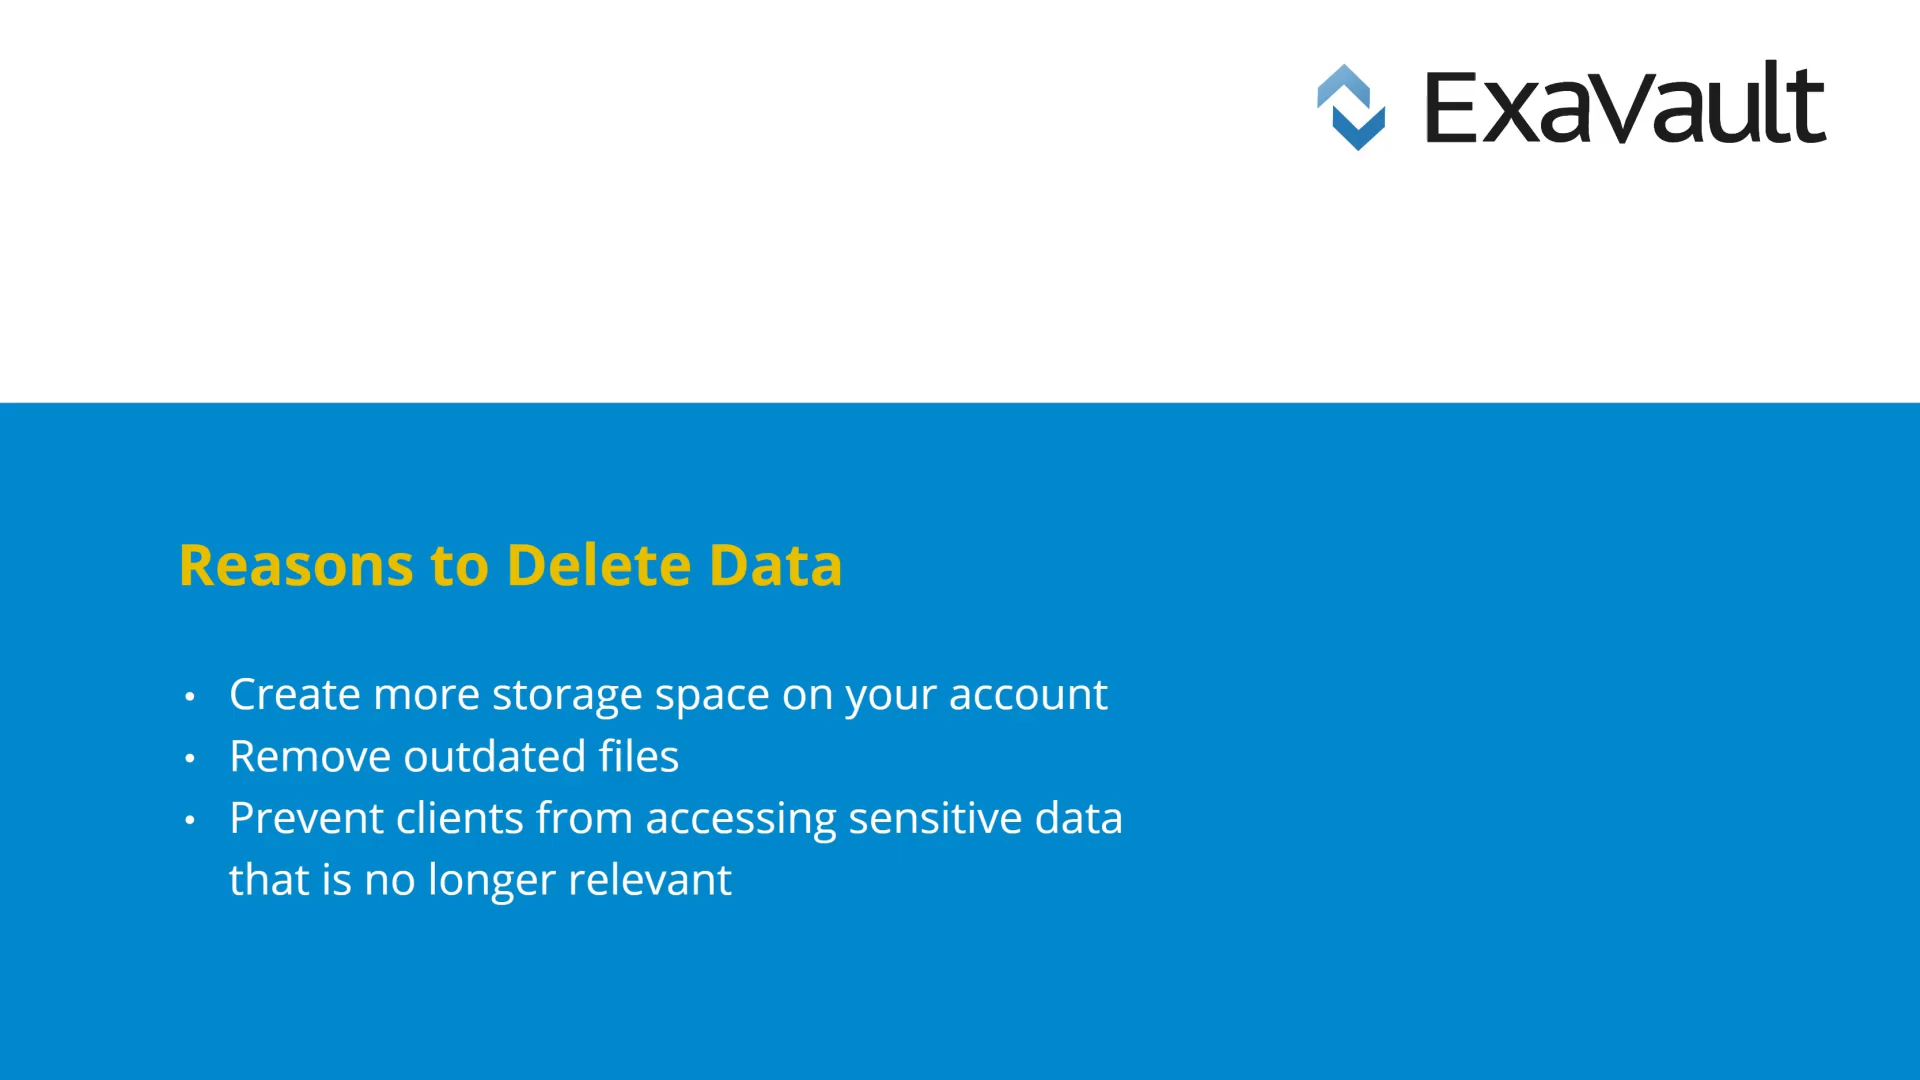 ExaVault
Reasons to Delete Data
• Create more storage space on your account
• Remove outdated files
• Prevent clients from accessing sensitive data
that is no longer relevant